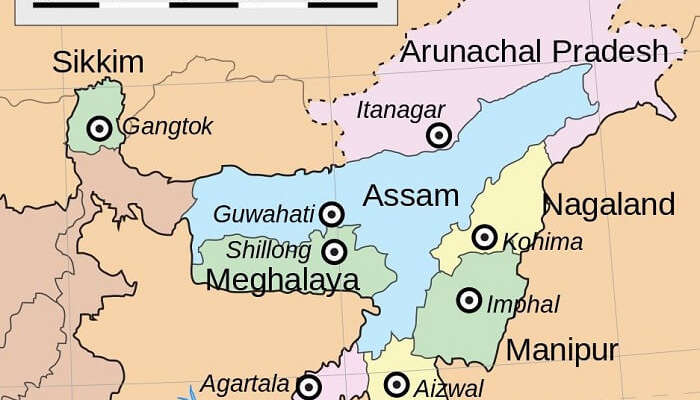 Arunachal Pradesh
Sikkim
Itanagar
Gangtok
Assam
Guwahati
Nagaland
Shillong
Kohima
Meghalaya
Imphal
Manipur
Agartala
Aizwal